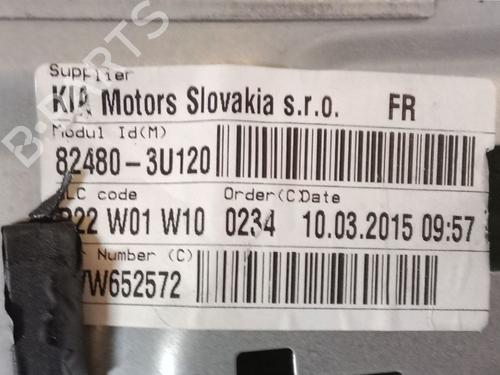 Supplier
KIA Motors Slovakia s.r.o. FR
Modul Id(M)
82480-3U120
code Order(C)Date
W01 W10 0234 10.03.2015 09:57
Number (C)
W652572
B-PARTS